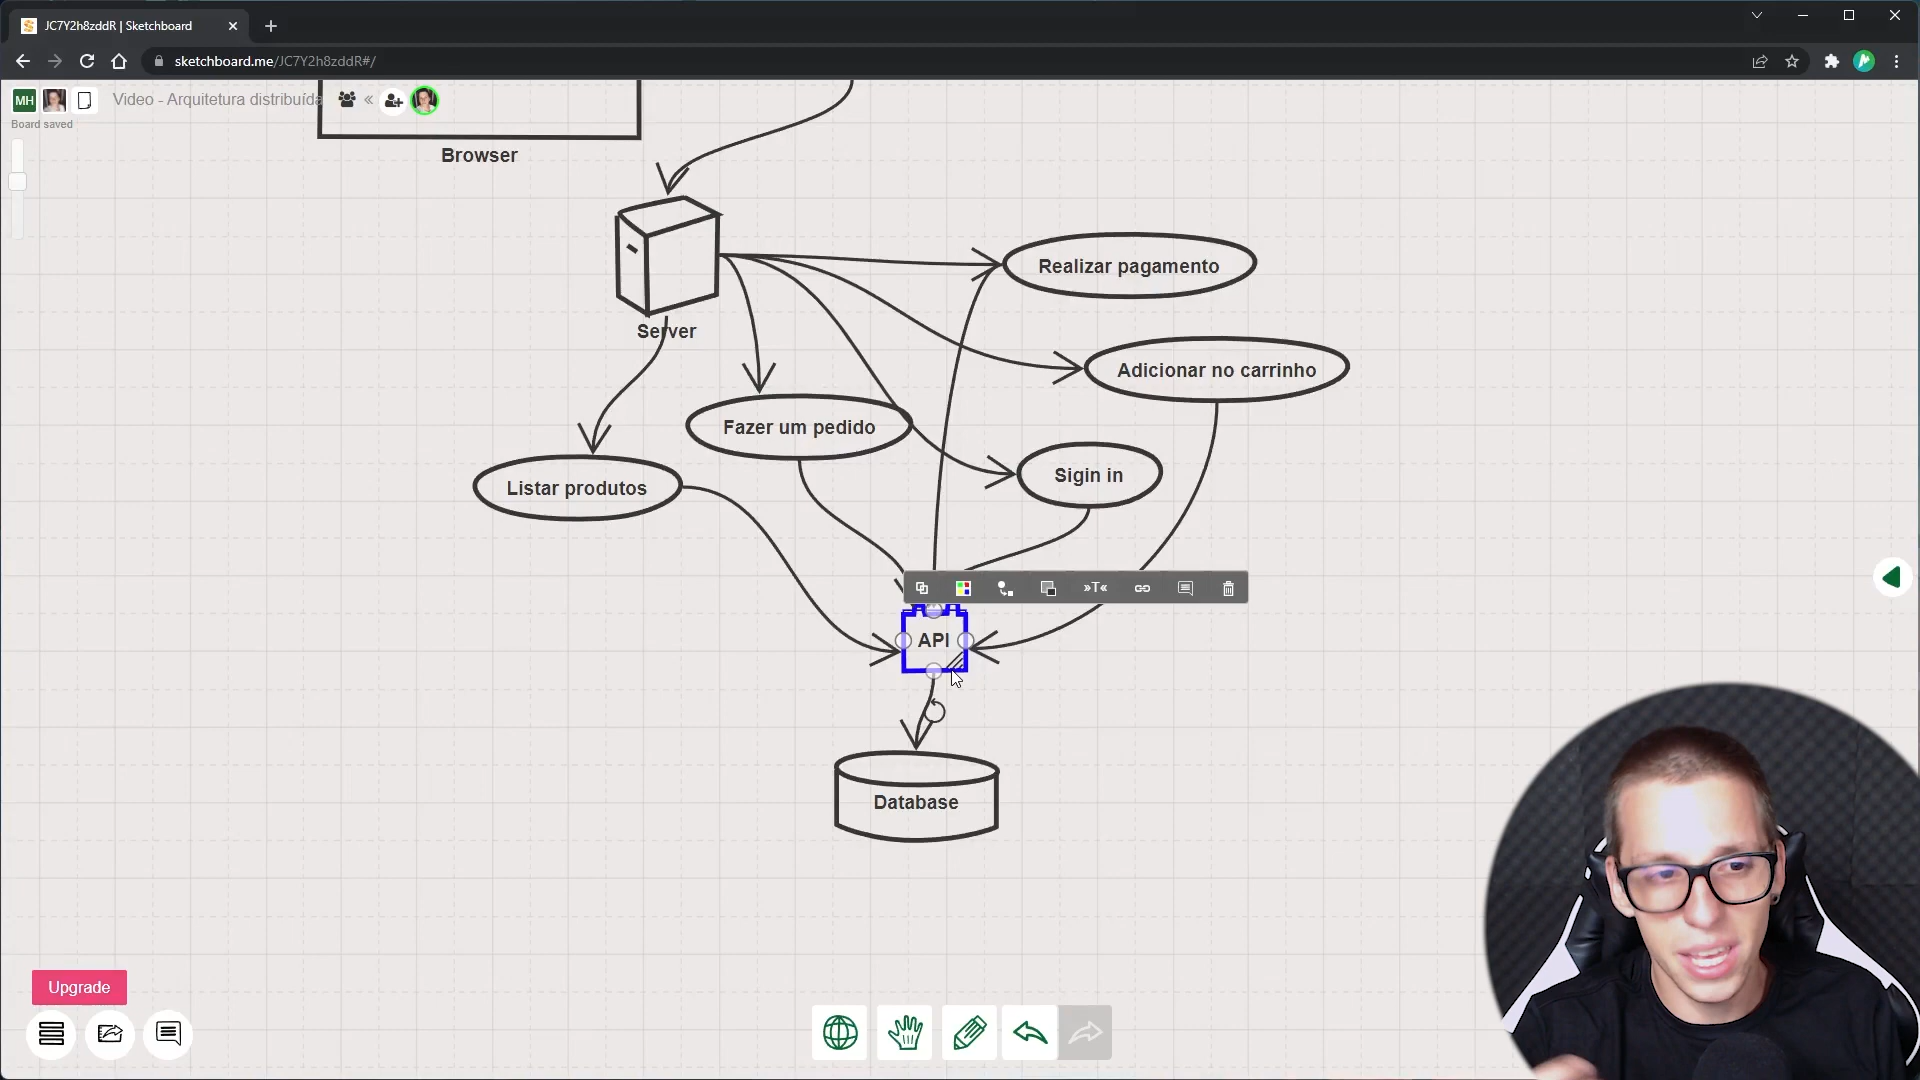 JC7Y2h8zddR | Sketchboard
sketchboard.me/JC7Y2h8zddR#/
MH
Video - Arquitetura distribuída
Board saved
Browser
Server
Realizar pagamento
Adicionar no carrinho
Fazer um pedido
Sigin in
Listar produtos
»T«
API
Database
Upgrade